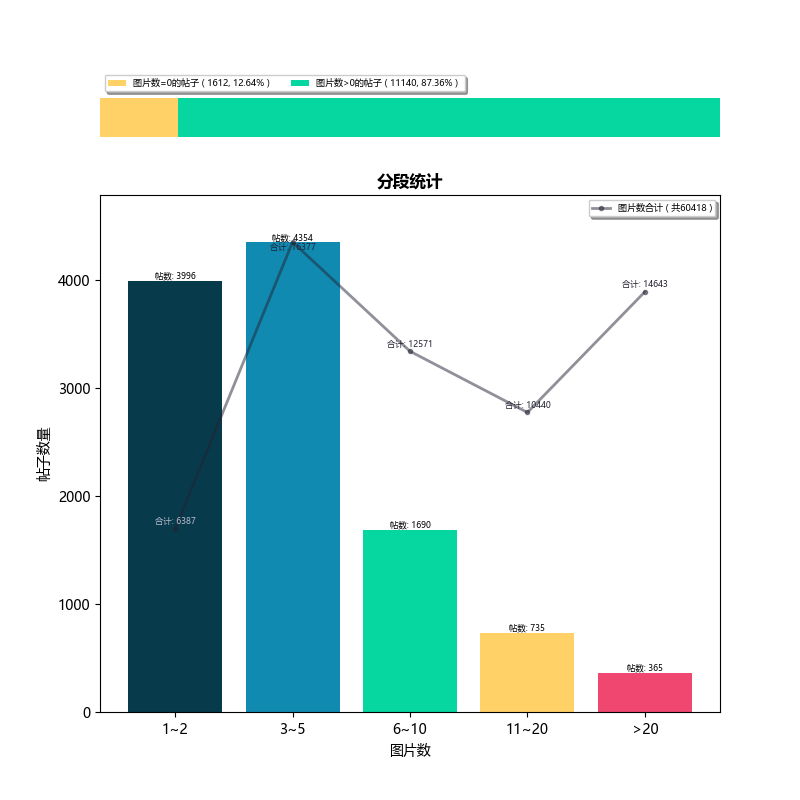 图片数=0的帖子 ( 1612, 12.64% ) 图片数>0的帖子 ( 11140, 87.36% )
分段统计
图片数合计 ( 共60418 )
帖数: 4354
合计: 16377
帖数: 3996
合计: 14643
合计: 12571
合计: 10440
合计: 6387
帖数: 1690
帖数: 735
帖数: 365
帖子数量
4000
3000
2000
1000
0
1~2 3~5 6~10 11~20 >20
图片数